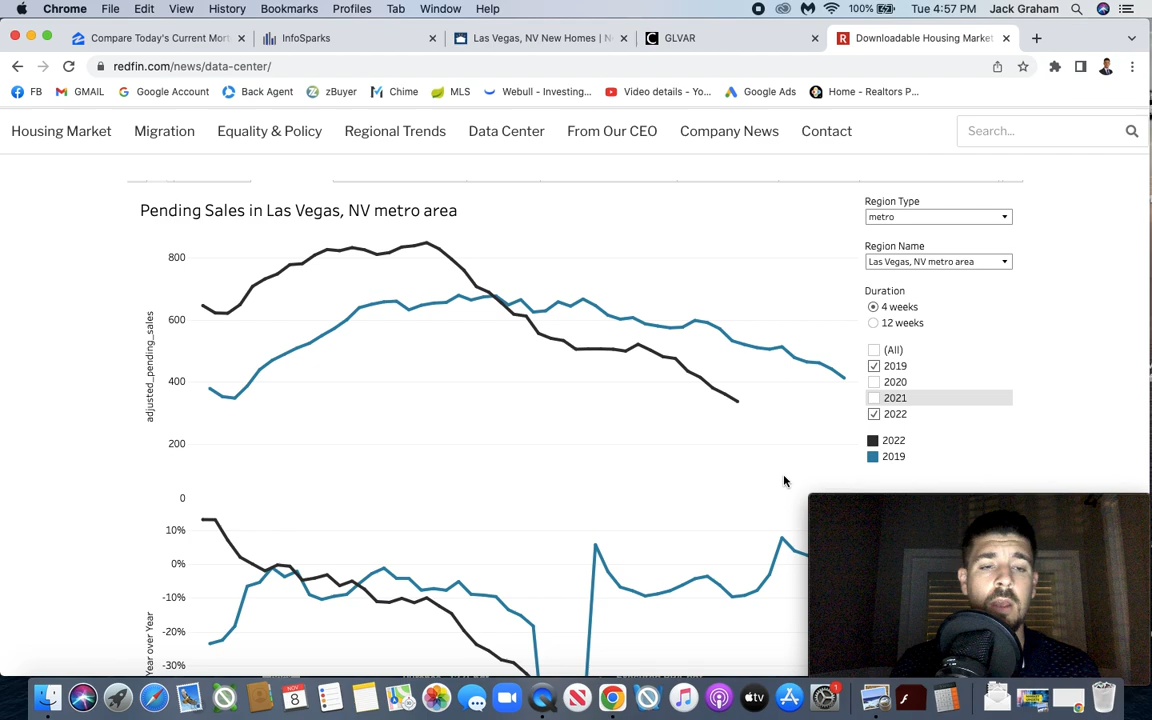 Chrome File Edit View History Bookmarks Profiles Tab Window Help 100% Tue 4:57 PM Jack Graham
Compare Today's Current Mort InfoSparks Las Vegas, NV New Homes | N GLVAR Downloadable Housing Market
redfin.com/news/data-center/
FB GMAIL Google Account Back Agent zBuyer Chime MLS Webull - Investing... Video details - Yo... Google Ads Home - Realtors P...
Housing Market Migration Equality & Policy Regional Trends Data Center From Our CEO Company News Contact Search...
Pending Sales in Las Vegas, NV metro area
Region Type
metro
Region Name
Las Vegas, NV metro area
Duration
4 weeks
12 weeks
(All)
2019
2020
2021
2022
2022
2019
adjusted_pending_sales
800
600
400
200
0
Year over Year
10%
0%
-10%
-20%
-30%
NOV
8
1